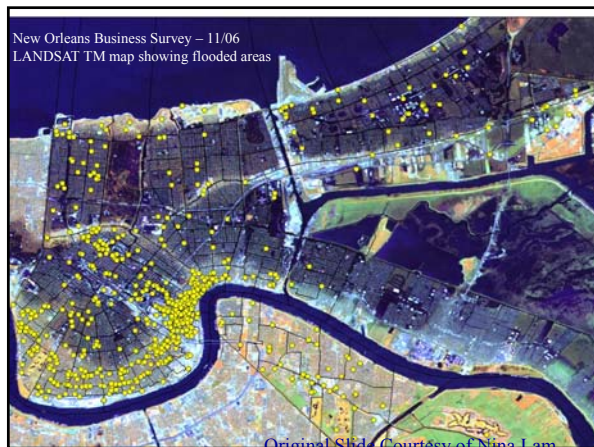 New Orleans Business Survey – 11/06
LANDSAT TM map showing flooded areas
Original Slide Courtesy of Nina Lam